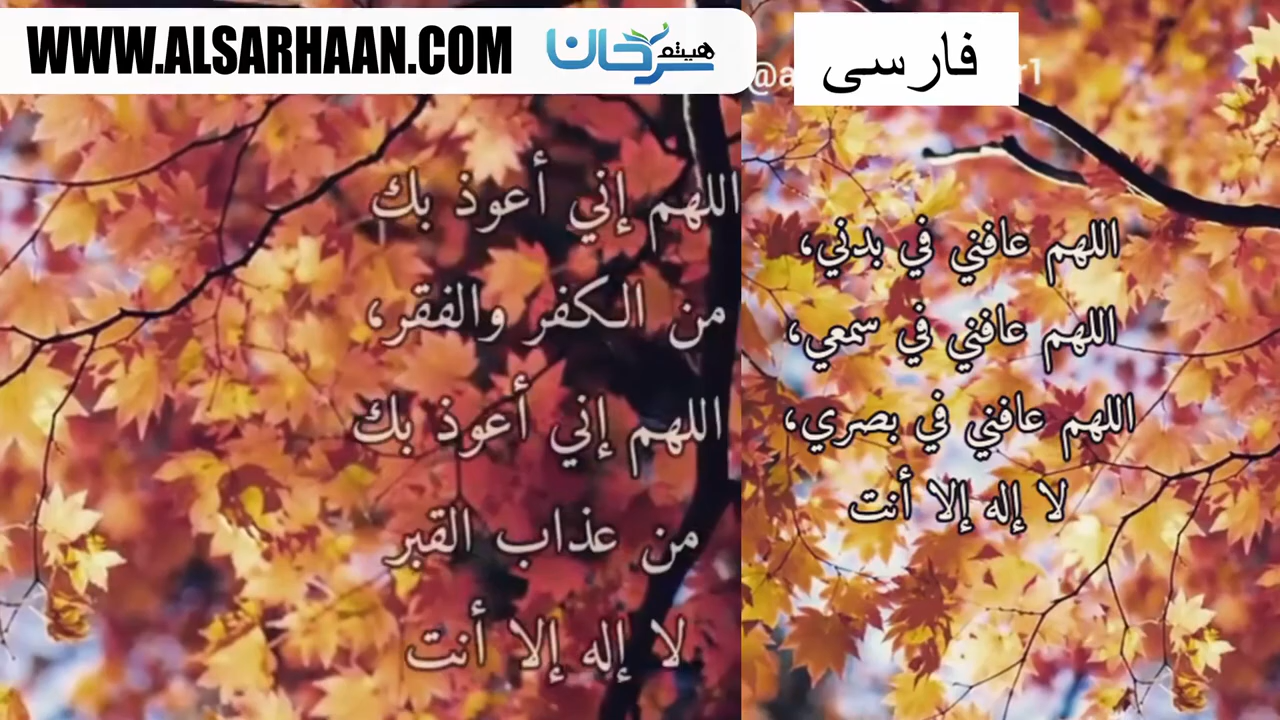 WWW.ALSARHAAN.COM
هيثم سرحان
فارسی
اللهم عافني في بدني،
اللهم عافني في سمعي،
اللهم عافني في بصري،
لا إله إلا أنت
اللهم إني أعوذ بك
من الكفر والفقر،
اللهم إني أعوذ بك
من عذاب القبر
لا إله إلا أنت